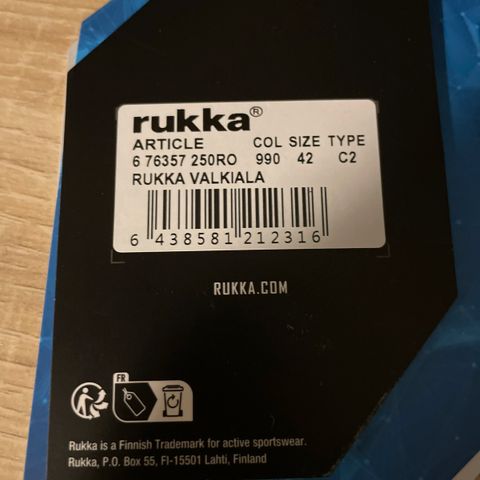 rukka®
ARTICLE COL SIZE TYPE
6 76357 250RO 990 42 C2
RUKKA VALKIALA
6 438581 212316
RUKKA.COM
FR
Rukka is a Finnish Trademark for active sportswear.
Rukka, P.O. Box 55, FI-15501 Lahti, Finland